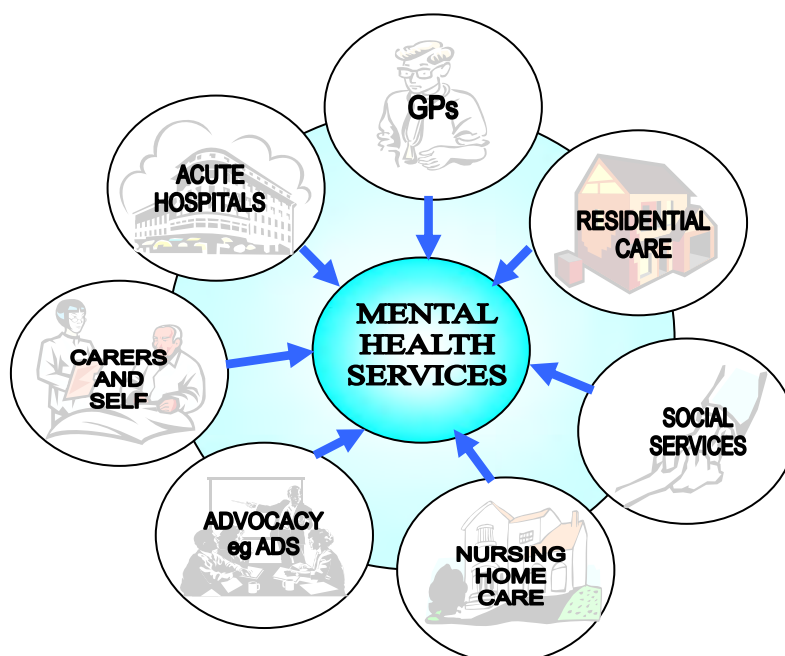 GPs
ACUTE
HOSPITALS
RESIDENTIAL
CARE
MENTAL
HEALTH
SERVICES
CARERS
AND
SELF
SOCIAL
SERVICES
ADVOCACY
eg ADS
NURSING
HOME
CARE